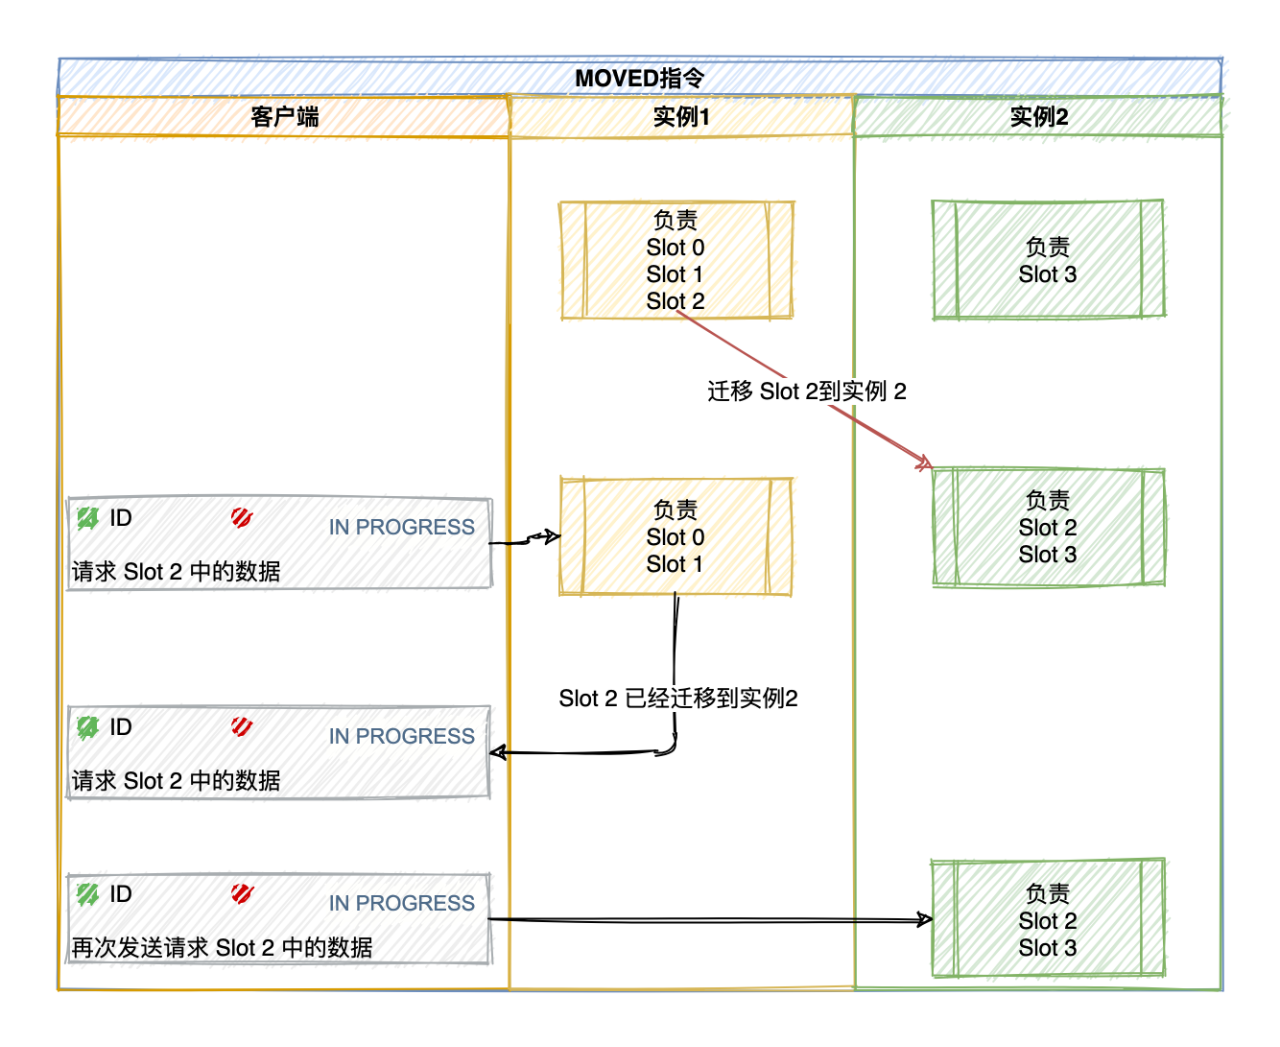 MOVED指令
客户端
实例1
实例2
负责
Slot 0
Slot 1
Slot 2
负责
Slot 3
迁移 Slot 2到实例 2
ID
IN PROGRESS
请求 Slot 2 中的数据
负责
Slot 0
Slot 1
负责
Slot 2
Slot 3
Slot 2 已经迁移到实例2
ID
IN PROGRESS
请求 Slot 2 中的数据
ID
IN PROGRESS
再次发送请求 Slot 2 中的数据
负责
Slot 2
Slot 3